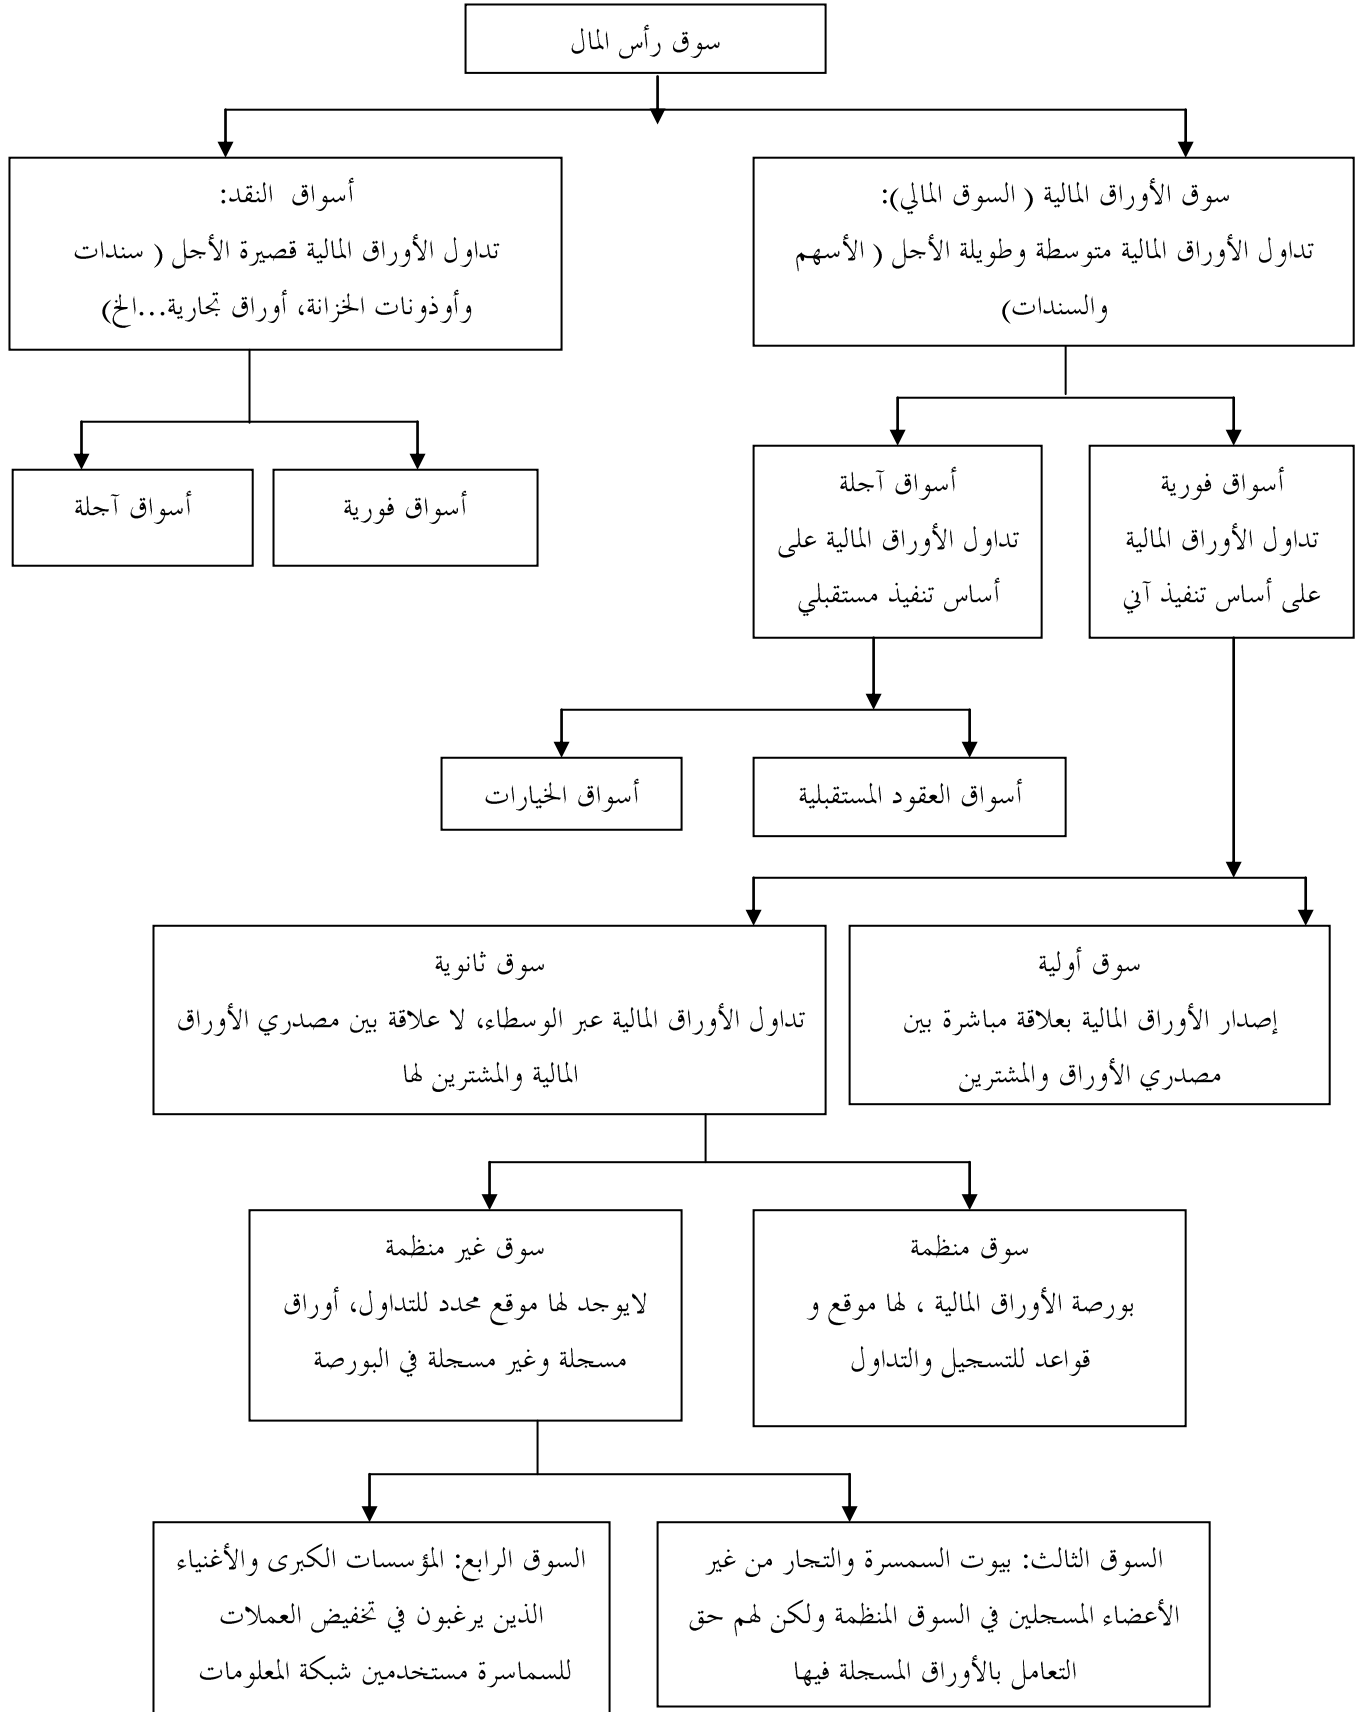 سوق رأس المال
سوق الأوراق المالية ( السوق المالي):
تداول الأوراق المالية متوسطة وطويلة الأجل ( الأسهم
والسندات)
أسواق النقد:
تداول الأوراق المالية قصيرة الأجل ( سندات
وأوذونات الخزانة، أوراق تجارية...الخ)
أسواق فورية
تداول الأوراق المالية
على أساس تنفيذ آني
أسواق آجلة
تداول الأوراق المالية على
أساس تنفيذ مستقبلي
أسواق فورية
أسواق آجلة
أسواق العقود المستقبلية
أسواق الخيارات
سوق أولية
إصدار الأوراق المالية بعلاقة مباشرة بين
مصدري الأوراق والمشترين
سوق ثانوية
تداول الأوراق المالية عبر الوسطاء، لا علاقة بين مصدري الأوراق
المالية والمشترين لها
سوق منظمة
بورصة الأوراق المالية ، لها موقع و
قواعد للتسجيل والتداول
سوق غير منظمة
لايوجد لها موقع محدد للتداول، أوراق
مسجلة وغير مسجلة في البورصة
السوق الثالث: بيوت السمسرة والتجار من غير
الأعضاء المسجلين في السوق المنظمة ولكن لهم حق
التعامل بالأوراق المسجلة فيها
السوق الرابع: المؤسسات الكبرى والأغنياء
الذين يرغبون في تخفيض العملات
للسماسرة مستخدمين شبكة المعلومات